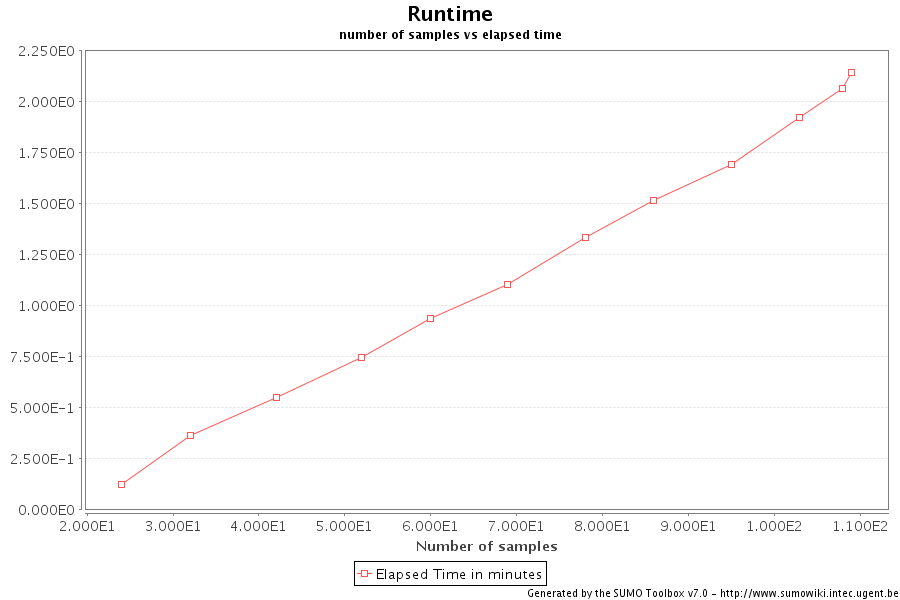 Runtime
number of samples vs elapsed time
2.250E0
2.000E0
1.750E0
1.500E0
1.250E0
1.000E0
7.500E-1
5.000E-1
2.500E-1
0.000E0
2.000E1 3.000E1 4.000E1 5.000E1 6.000E1 7.000E1 8.000E1 9.000E1 1.000E2 1.100E2
Number of samples
Elapsed Time in minutes
Generated by the SUMO Toolbox v7.0 - http://www.sumowiki.intec.ugent.be